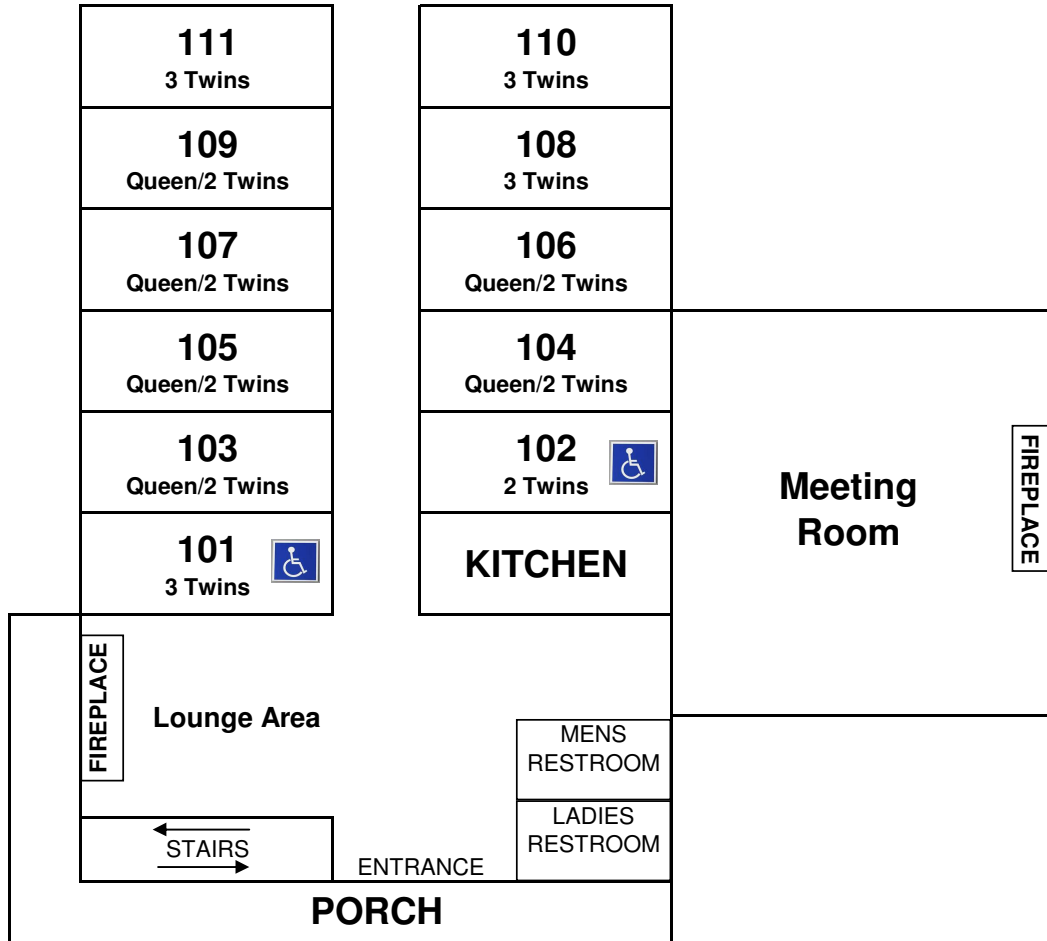 111
3 Twins
110
3 Twins
109
Queen/2 Twins
108
3 Twins
107
Queen/2 Twins
106
Queen/2 Twins
105
Queen/2 Twins
104
Queen/2 Twins
103
Queen/2 Twins
102
2 Twins
101
3 Twins
KITCHEN
Meeting
Room
FIREPLACE
FIREPLACE
Lounge Area
MENS
RESTROOM
LADIES
RESTROOM
STAIRS
ENTRANCE
PORCH